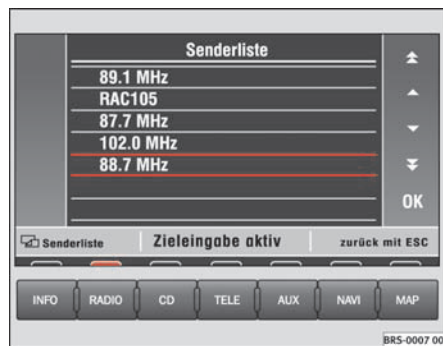 Senderliste
89.1 MHz
RAC105
87.7 MHz
102.0 MHz
88.7 MHz
OK
Senderliste Zieleingabe aktiv zurück mit ESC
INFO RADIO CD TELE AUX NAVI MAP
BRS-0007 00